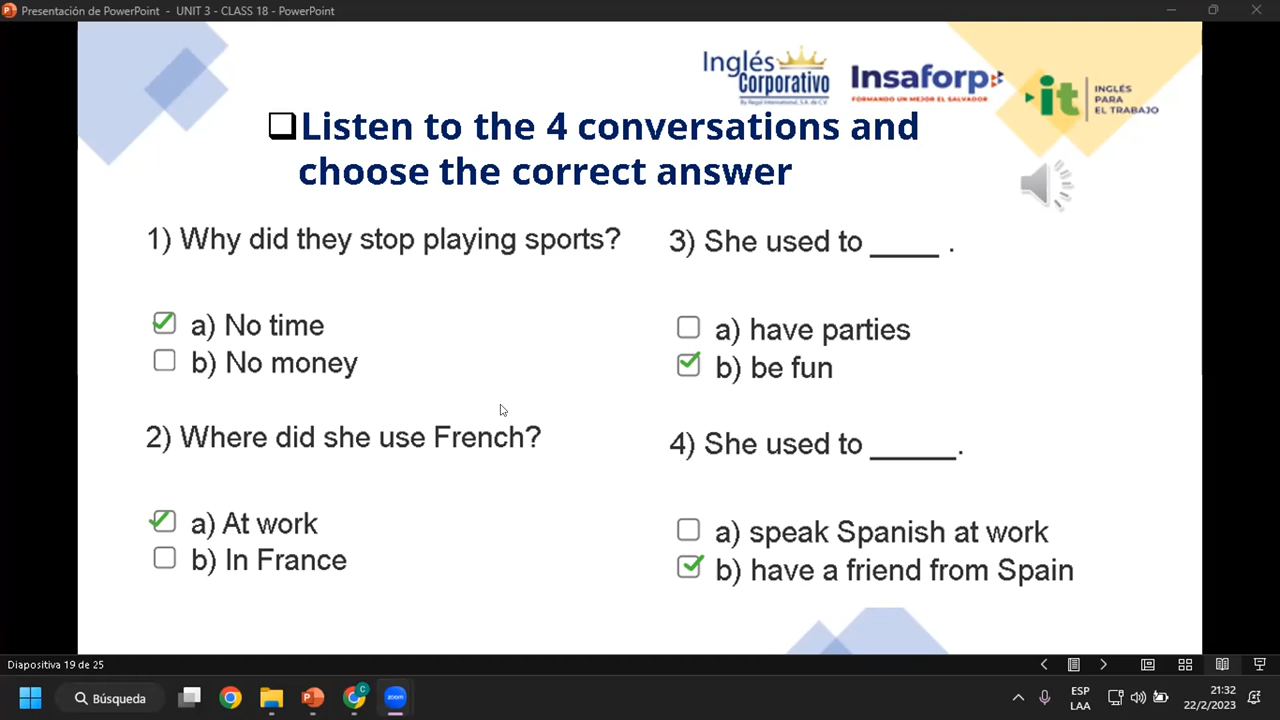 Presentación de PowerPoint - UNIT 3 - CLASS 18 - PowerPoint
Inglés
Corporativo
By Regal International, S.A. de C.V.
Insaforp
FORMANDO UN MEJOR EL SALVADOR
it
INGLÉS
PARA
EL TRABAJO
Listen to the 4 conversations and
choose the correct answer
1) Why did they stop playing sports?
a) No time
b) No money
2) Where did she use French?
a) At work
b) In France
3) She used to ____ .
a) have parties
b) be fun
4) She used to _____.
a) speak Spanish at work
b) have a friend from Spain
Diapositiva 19 de 25
Búsqueda
zoom
ESP
LAA
21:32
22/2/2023